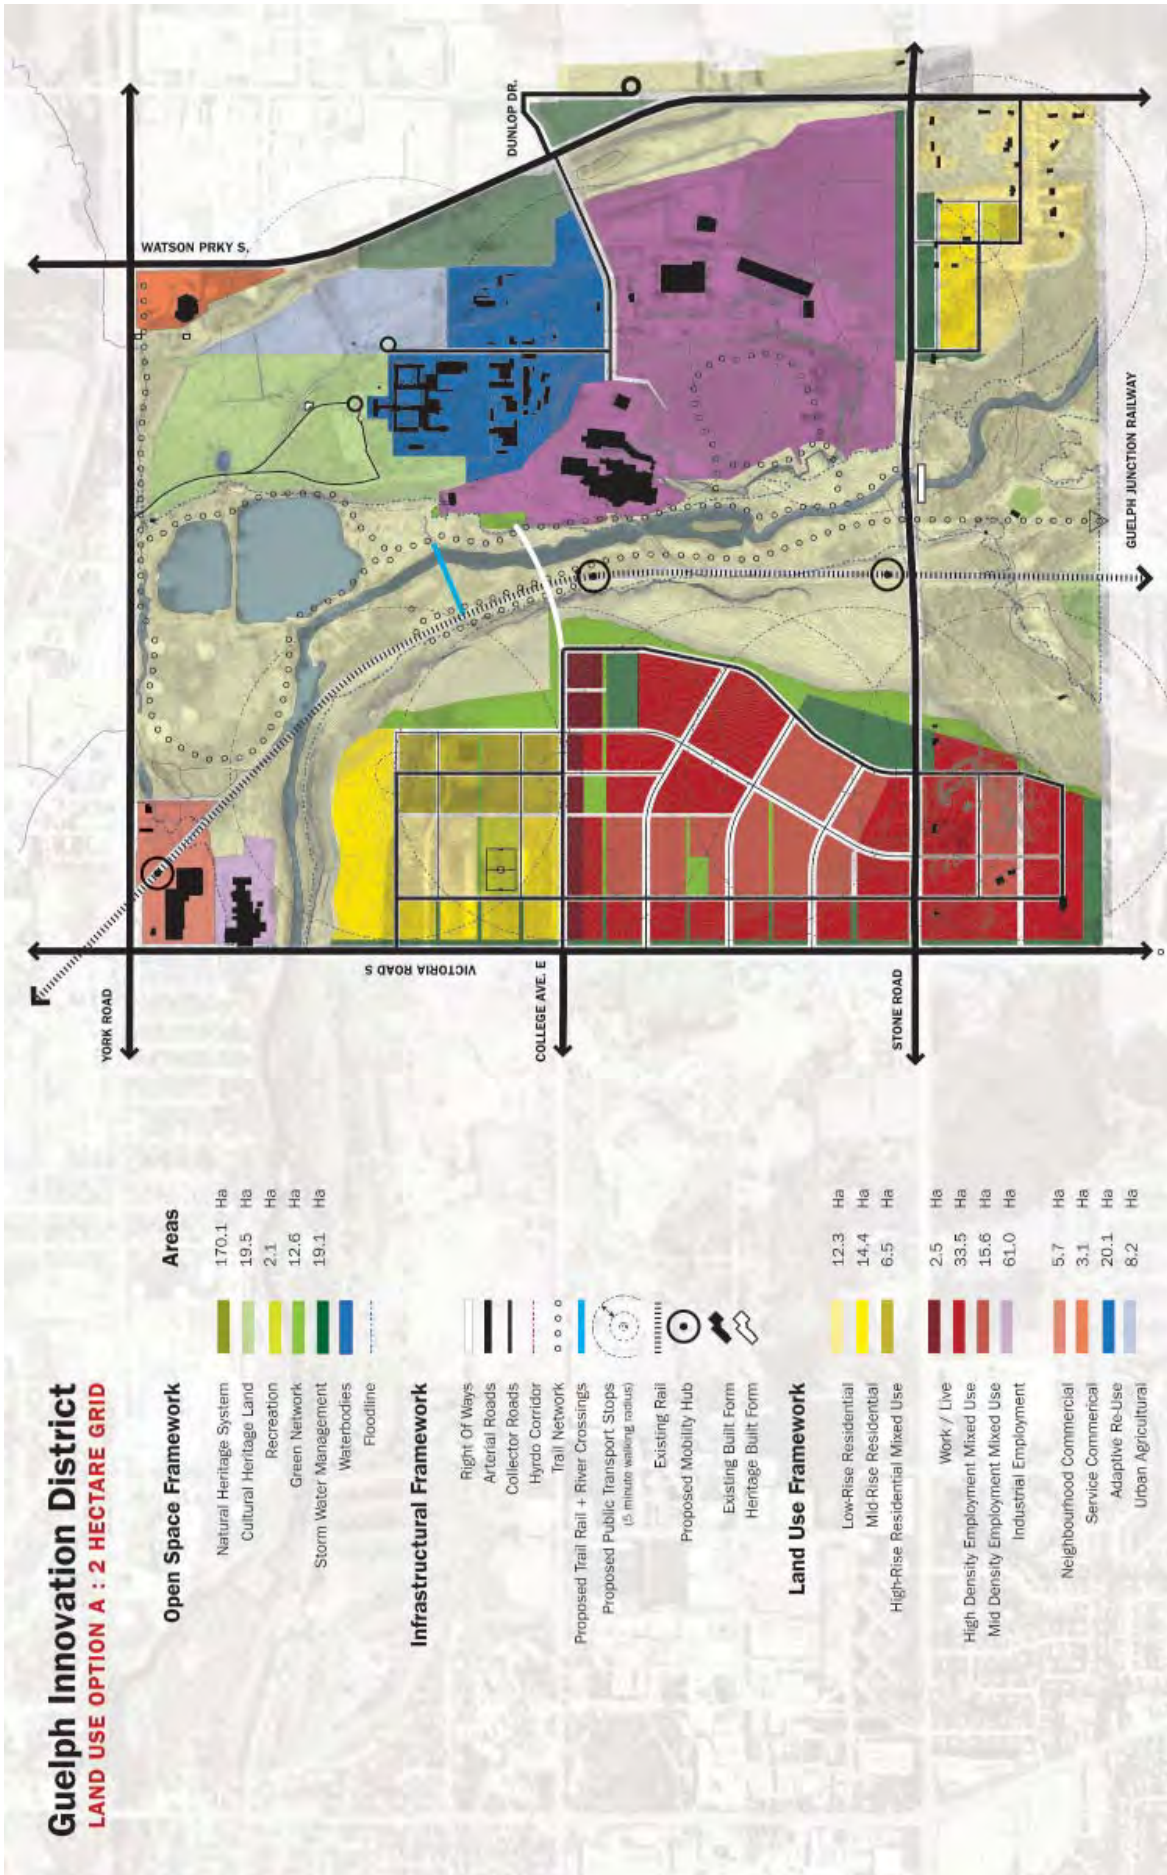 Guelph Innovation District
LAND USE OPTION A : 2 HECTARE GRID
Open Space Framework
Areas
Natural Heritage System 170.1 Ha
Cultural Heritage Land 19.5 Ha
Recreation 2.1 Ha
Green Network 12.6 Ha
Storm Water Management 19.1 Ha
Waterbodies
Floodline
Infrastructural Framework
Right Of Ways
Arterial Roads
Collector Roads
Hyrdo Corridor
Trail Network
Proposed Trail Rail + River Crossings
Proposed Public Transport Stops
(5 minute walking radius)
Existing Rail
Proposed Mobility Hub
Existing Built Form
Heritage Built Form
Land Use Framework
Low-Rise Residential 12.3 Ha
Mid-Rise Residential 14.4 Ha
High-Rise Residential Mixed Use 6.5 Ha
Work / Live 2.5 Ha
High Density Employment Mixed Use 33.5 Ha
Mid Density Employment Mixed Use 15.6 Ha
Industrial Employment 61.0 Ha
Neighbourhood Commercial 5.7 Ha
Service Commerical 3.1 Ha
Adaptive Re-Use 20.1 Ha
Urban Agricultural 8.2 Ha
YORK ROAD
VICTORIA ROAD S
COLLEGE AVE. E
STONE ROAD
WATSON PRKY S.
DUNLOP DR.
GUELPH JUNCTION RAILWAY